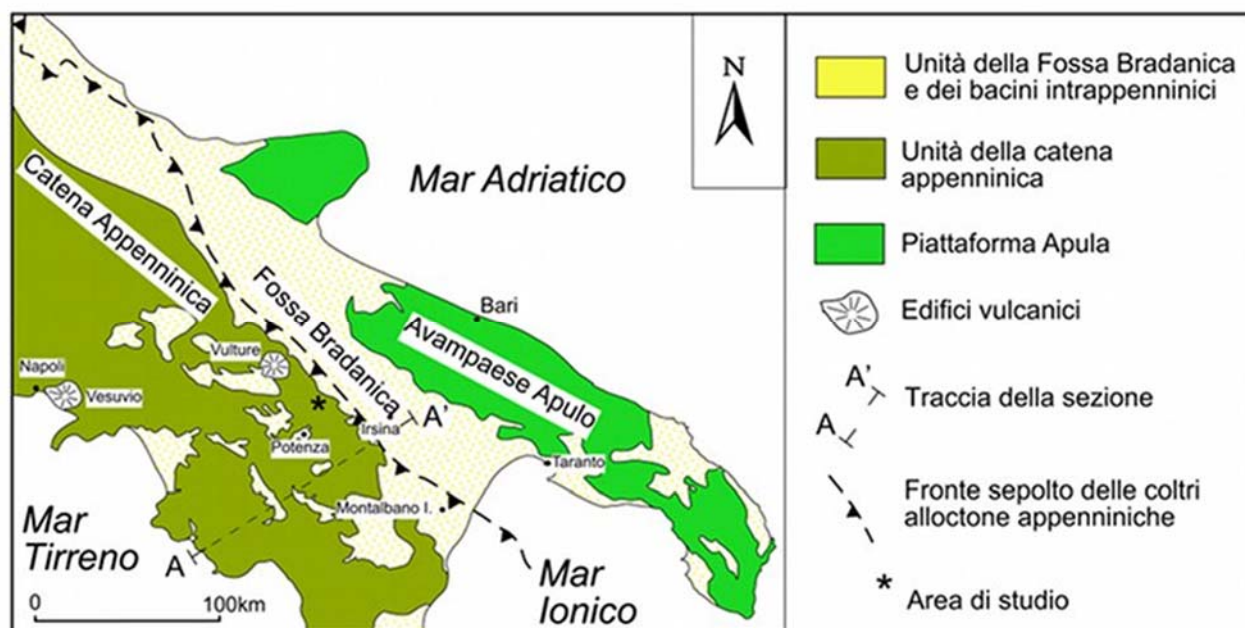 N
Mar Adriatico
Catena Appenninica
Fossa Bradanica
Bari
Avampaese Apulo
Vulture
Napoli
Vesuvio
A'
Irsina
Potenza
Taranto
Montalbano I.
Mar
Tirreno
A
Mar
Ionico
0 100km
Unità della Fossa Bradanica
e dei bacini intrappenninici
Unità della catena
appenninica
Piattaforma Apula
Edifici vulcanici
A'
Traccia della sezione
A
Fronte sepolto delle coltri
alloctone appenniniche
* Area di studio